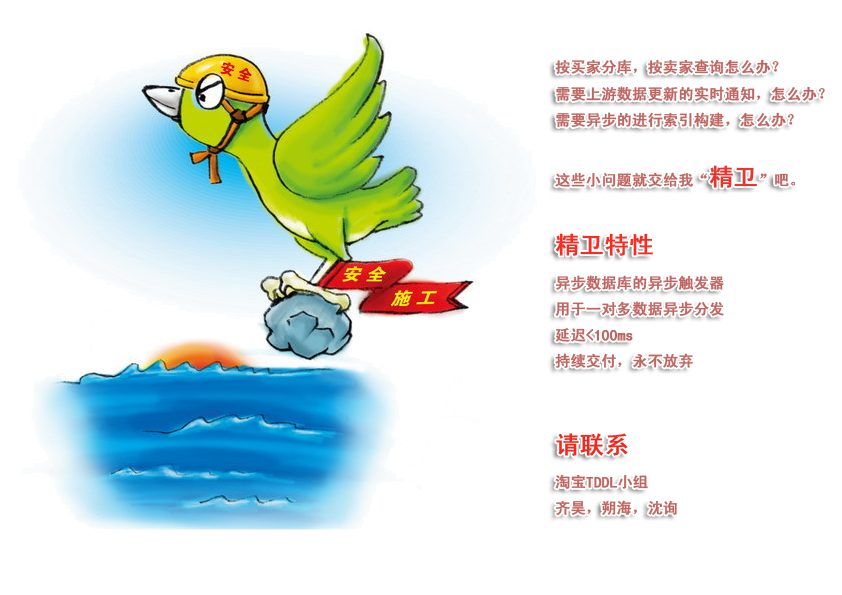 安全
安全
施工
按买家分库，按卖家查询怎么办？
需要上游数据更新的实时通知，怎么办？
需要异步的进行索引构建，怎么办？
这些小问题就交给我“精卫”吧。
精卫特性
异步数据库的异步触发器
用于一对多数据异步分发
延迟<100ms
持续交付，永不放弃
请联系
淘宝TDDL小组
齐昊，朔海，沈询